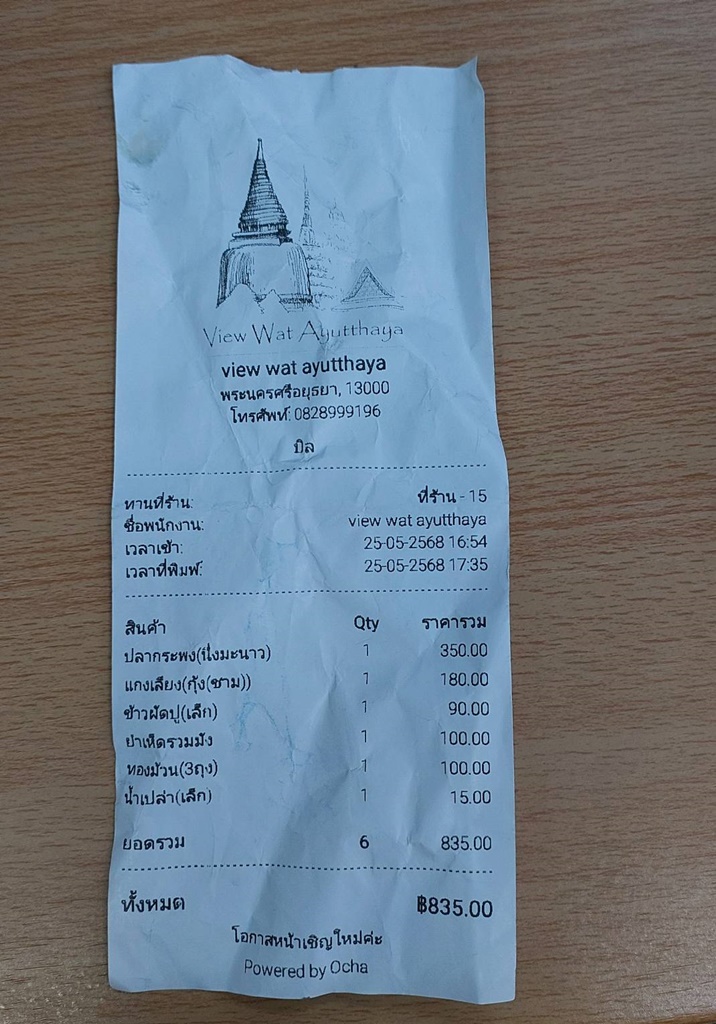 View Wat Ayutthaya
view wat ayutthaya
พระนครศรีอยุธยา, 13000
โทรศัพท์: 0828999196
บิล
ทานที่ร้าน: ที่ร้าน - 15
ชื่อพนักงาน: view wat ayutthaya
เวลาเข้า: 25-05-2568 16:54
เวลาที่พิมพ์: 25-05-2568 17:35
สินค้า Qty ราคารวม
ปลากระพง(นึ่งมะนาว) 1 350.00
แกงเลียง(กุ้ง(ชาม)) 1 180.00
ข้าวผัดปู(เล็ก) 1 90.00
ยำเห็ดรวมมัง 1 100.00
ทองม้วน(3ถุง) 1 100.00
น้ำเปล่า(เล็ก) 1 15.00
ยอดรวม 6 835.00
ทั้งหมด ฿835.00
โอกาสหน้าเชิญใหม่ค่ะ
Powered by Ocha